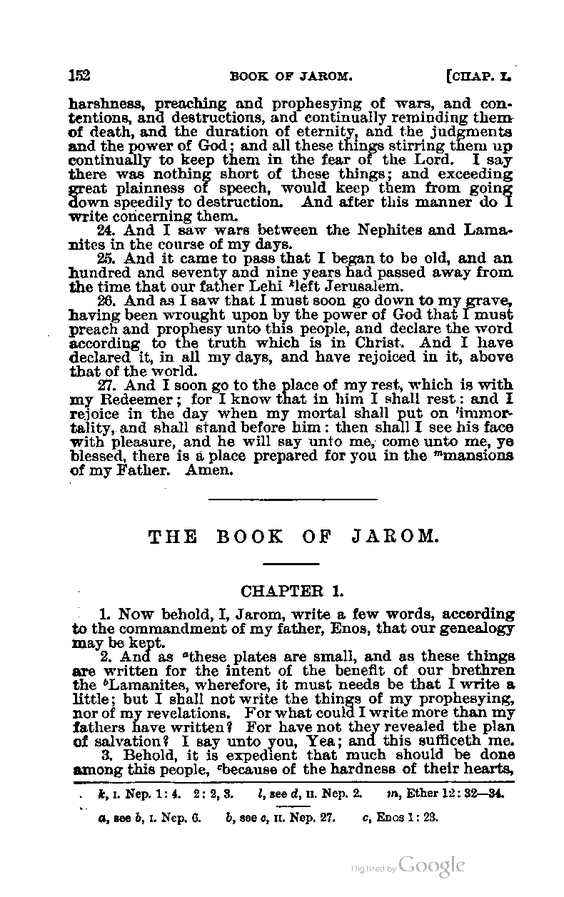 152 BOOK OF JAROM. [CHAP. I.
harshness, preaching and prophesying of wars, and con-
tentions, and destructions, and continually reminding them
of death, and the duration of eternity, and the judgments
and the power of God; and all these things stirring them up
continually to keep them in the fear of the Lord. I say
there was nothing short of these things; and exceeding
great plainness of speech, would keep them from going
down speedily to destruction. And after this manner do I
write concerning them.
24. And I saw wars between the Nephites and Lama-
nites in the course of my days.
25. And it came to pass that I began to be old, and an
hundred and seventy and nine years had passed away from
the time that our father Lehi ᵏleft Jerusalem.
26. And as I saw that I must soon go down to my grave,
having been wrought upon by the power of God that I must
preach and prophesy unto this people, and declare the word
according to the truth which is in Christ. And I have
declared it, in all my days, and have rejoiced in it, above
that of the world.
27. And I soon go to the place of my rest, which is with
my Redeemer; for I know that in him I shall rest: and I
rejoice in the day when my mortal shall put on ˡimmor-
tality, and shall stand before him: then shall I see his face
with pleasure, and he will say unto me, come unto me, ye
blessed, there is a place prepared for you in the ᵐmansions
of my Father. Amen.
THE BOOK OF JAROM.
CHAPTER 1.
1. Now behold, I, Jarom, write a few words, according
to the commandment of my father, Enos, that our genealogy
may be kept.
2. And as ᵃthese plates are small, and as these things
are written for the intent of the benefit of our brethren
the ᵇLamanites, wherefore, it must needs be that I write a
little; but I shall not write the things of my prophesying,
nor of my revelations. For what could I write more than my
fathers have written? For have not they revealed the plan
of salvation? I say unto you, Yea; and this sufficeth me.
3. Behold, it is expedient that much should be done
among this people, ᶜbecause of the hardness of their hearts,
k, I. Nep. 1:4. 2:2, 3. l, see d, II. Nep. 2. m, Ether 12:32—34.
a, see b, I. Nep. 6. b, see c, II. Nep. 27. c, Enos 1:23.
Digitized by Google